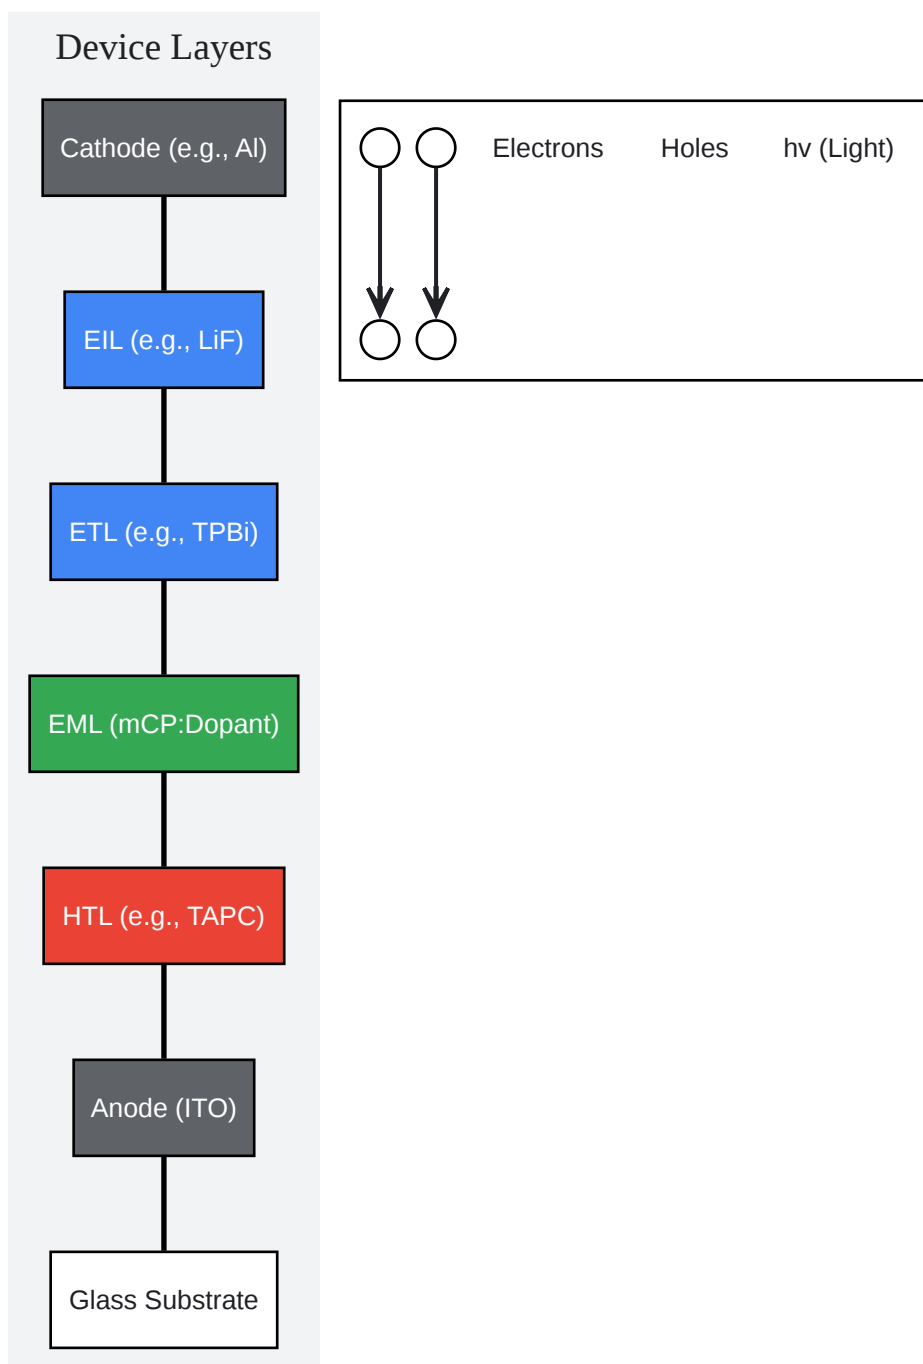 Device Layers
Cathode (e.g., Al)
Electrons
Holes
hv (Light)
EIL (e.g., LiF)
ETL (e.g., TPBi)
EML (mCP:Dopant)
HTL (e.g., TAPC)
Anode (ITO)
Glass Substrate